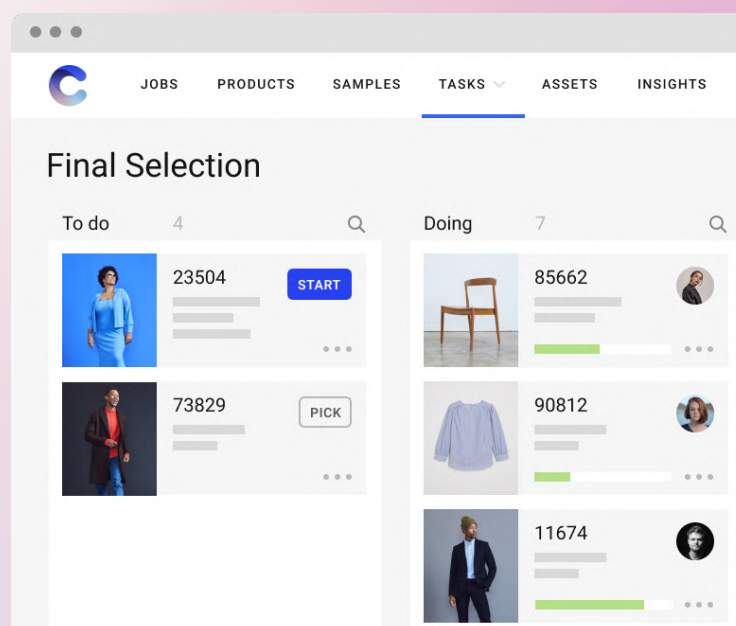 JOBS PRODUCTS SAMPLES TASKS ASSETS INSIGHTS
Final Selection
To do 4
23504
START
73829
PICK
Doing 7
85662
90812
11674